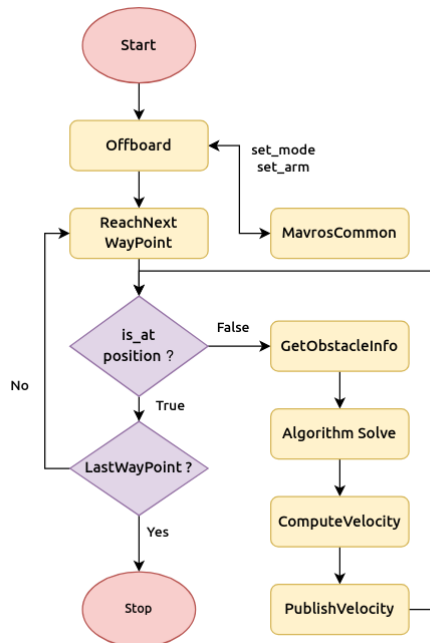 Start
Offboard
set_mode
set_arm
ReachNext
WayPoint
MavrosCommon
is_at
position ?
False
GetObstacleInfo
No
True
Algorithm Solve
LastWayPoint ?
ComputeVelocity
Yes
Stop
PublishVelocity